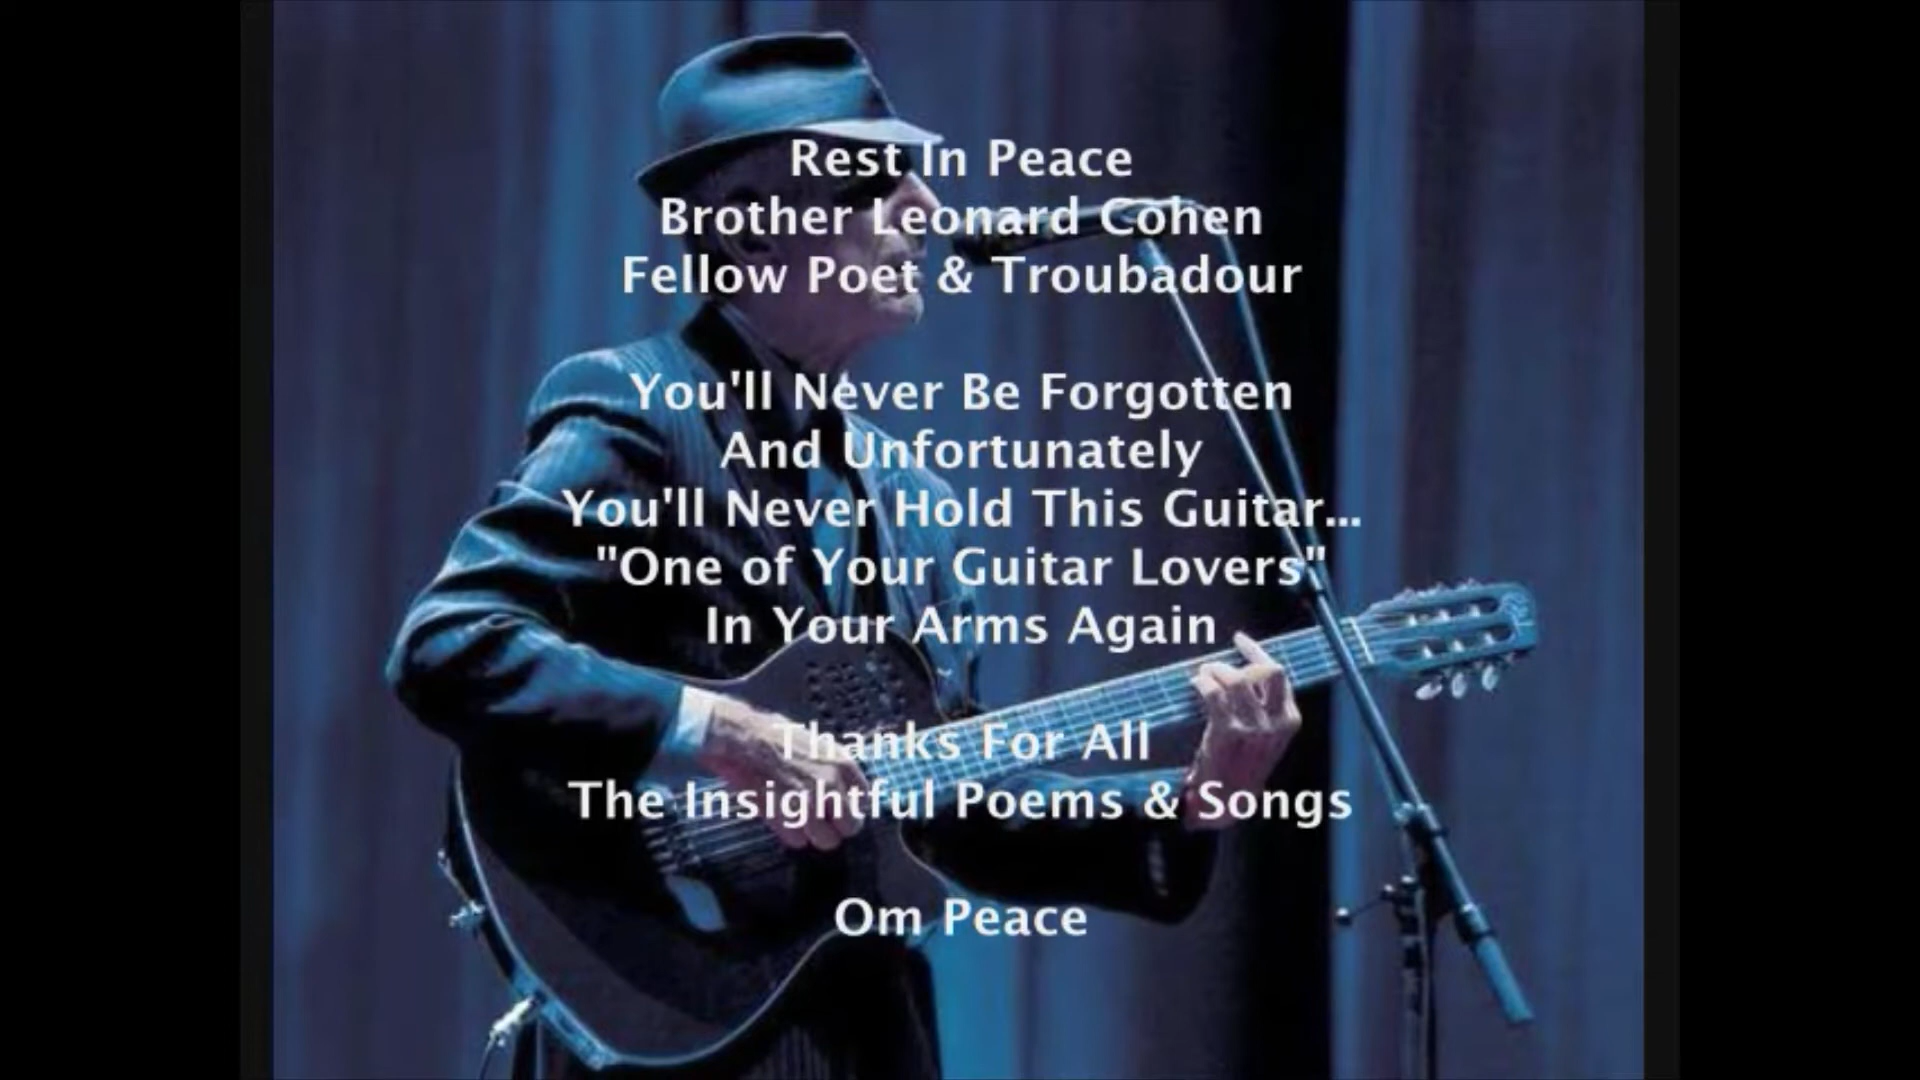 Rest In Peace
Brother Leonard Cohen
Fellow Poet & Troubadour
You'll Never Be Forgotten
And Unfortunately
You'll Never Hold This Guitar...
"One of Your Guitar Lovers"
In Your Arms Again
Thanks For All
The Insightful Poems & Songs
Om Peace